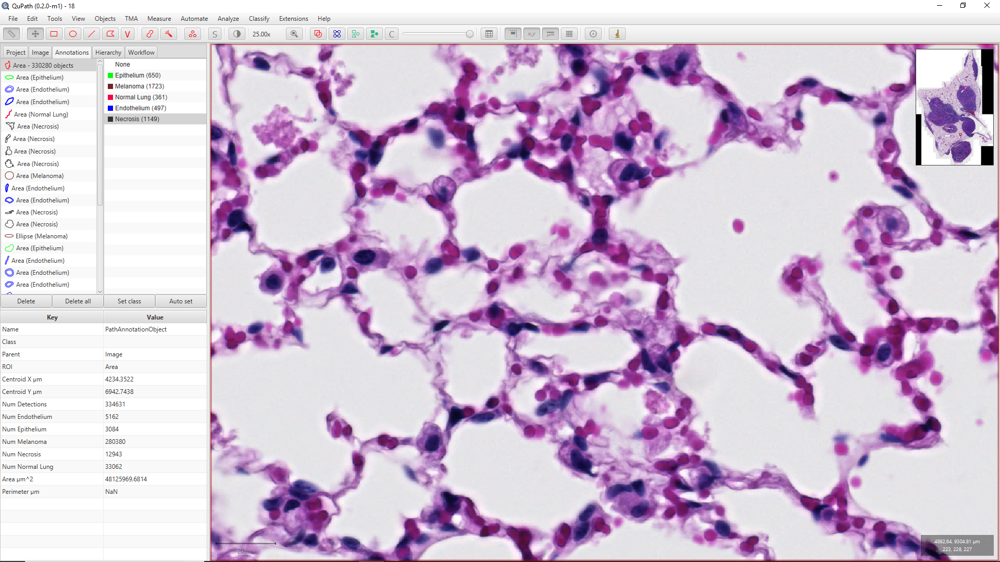 QuPath (0.2.0-m1) - 18
File Edit Tools View Objects TMA Measure Automate Analyze Classify Extensions Help
V S 25.00x C x,y µm
Project Image Annotations Hierarchy Workflow
Area - 330280 objects
Area (Epithelium)
Area (Endothelium)
Area (Endothelium)
Area (Normal Lung)
Area (Necrosis)
Area (Necrosis)
Area (Necrosis)
Area (Necrosis)
Area (Melanoma)
Area (Endothelium)
Area (Endothelium)
Area (Necrosis)
Area (Necrosis)
Ellipse (Melanoma)
Area (Epithelium)
Area (Endothelium)
Area (Endothelium)
Area (Endothelium)
None
Epithelium (650)
Melanoma (1723)
Normal Lung (361)
Endothelium (497)
Necrosis (1149)
Delete Delete all Set class Auto set
Key Value
Name PathAnnotationObject
Class
Parent Image
ROI Area
Centroid X µm 4234.3522
Centroid Y µm 6942.7438
Num Detections 334631
Num Endothelium 5162
Num Epithelium 3084
Num Melanoma 280380
Num Necrosis 12943
Num Normal Lung 33062
Area µm^2 48125969.6814
Perimeter µm NaN
20µm
4892.64, 9304.81 µm
223, 228, 227